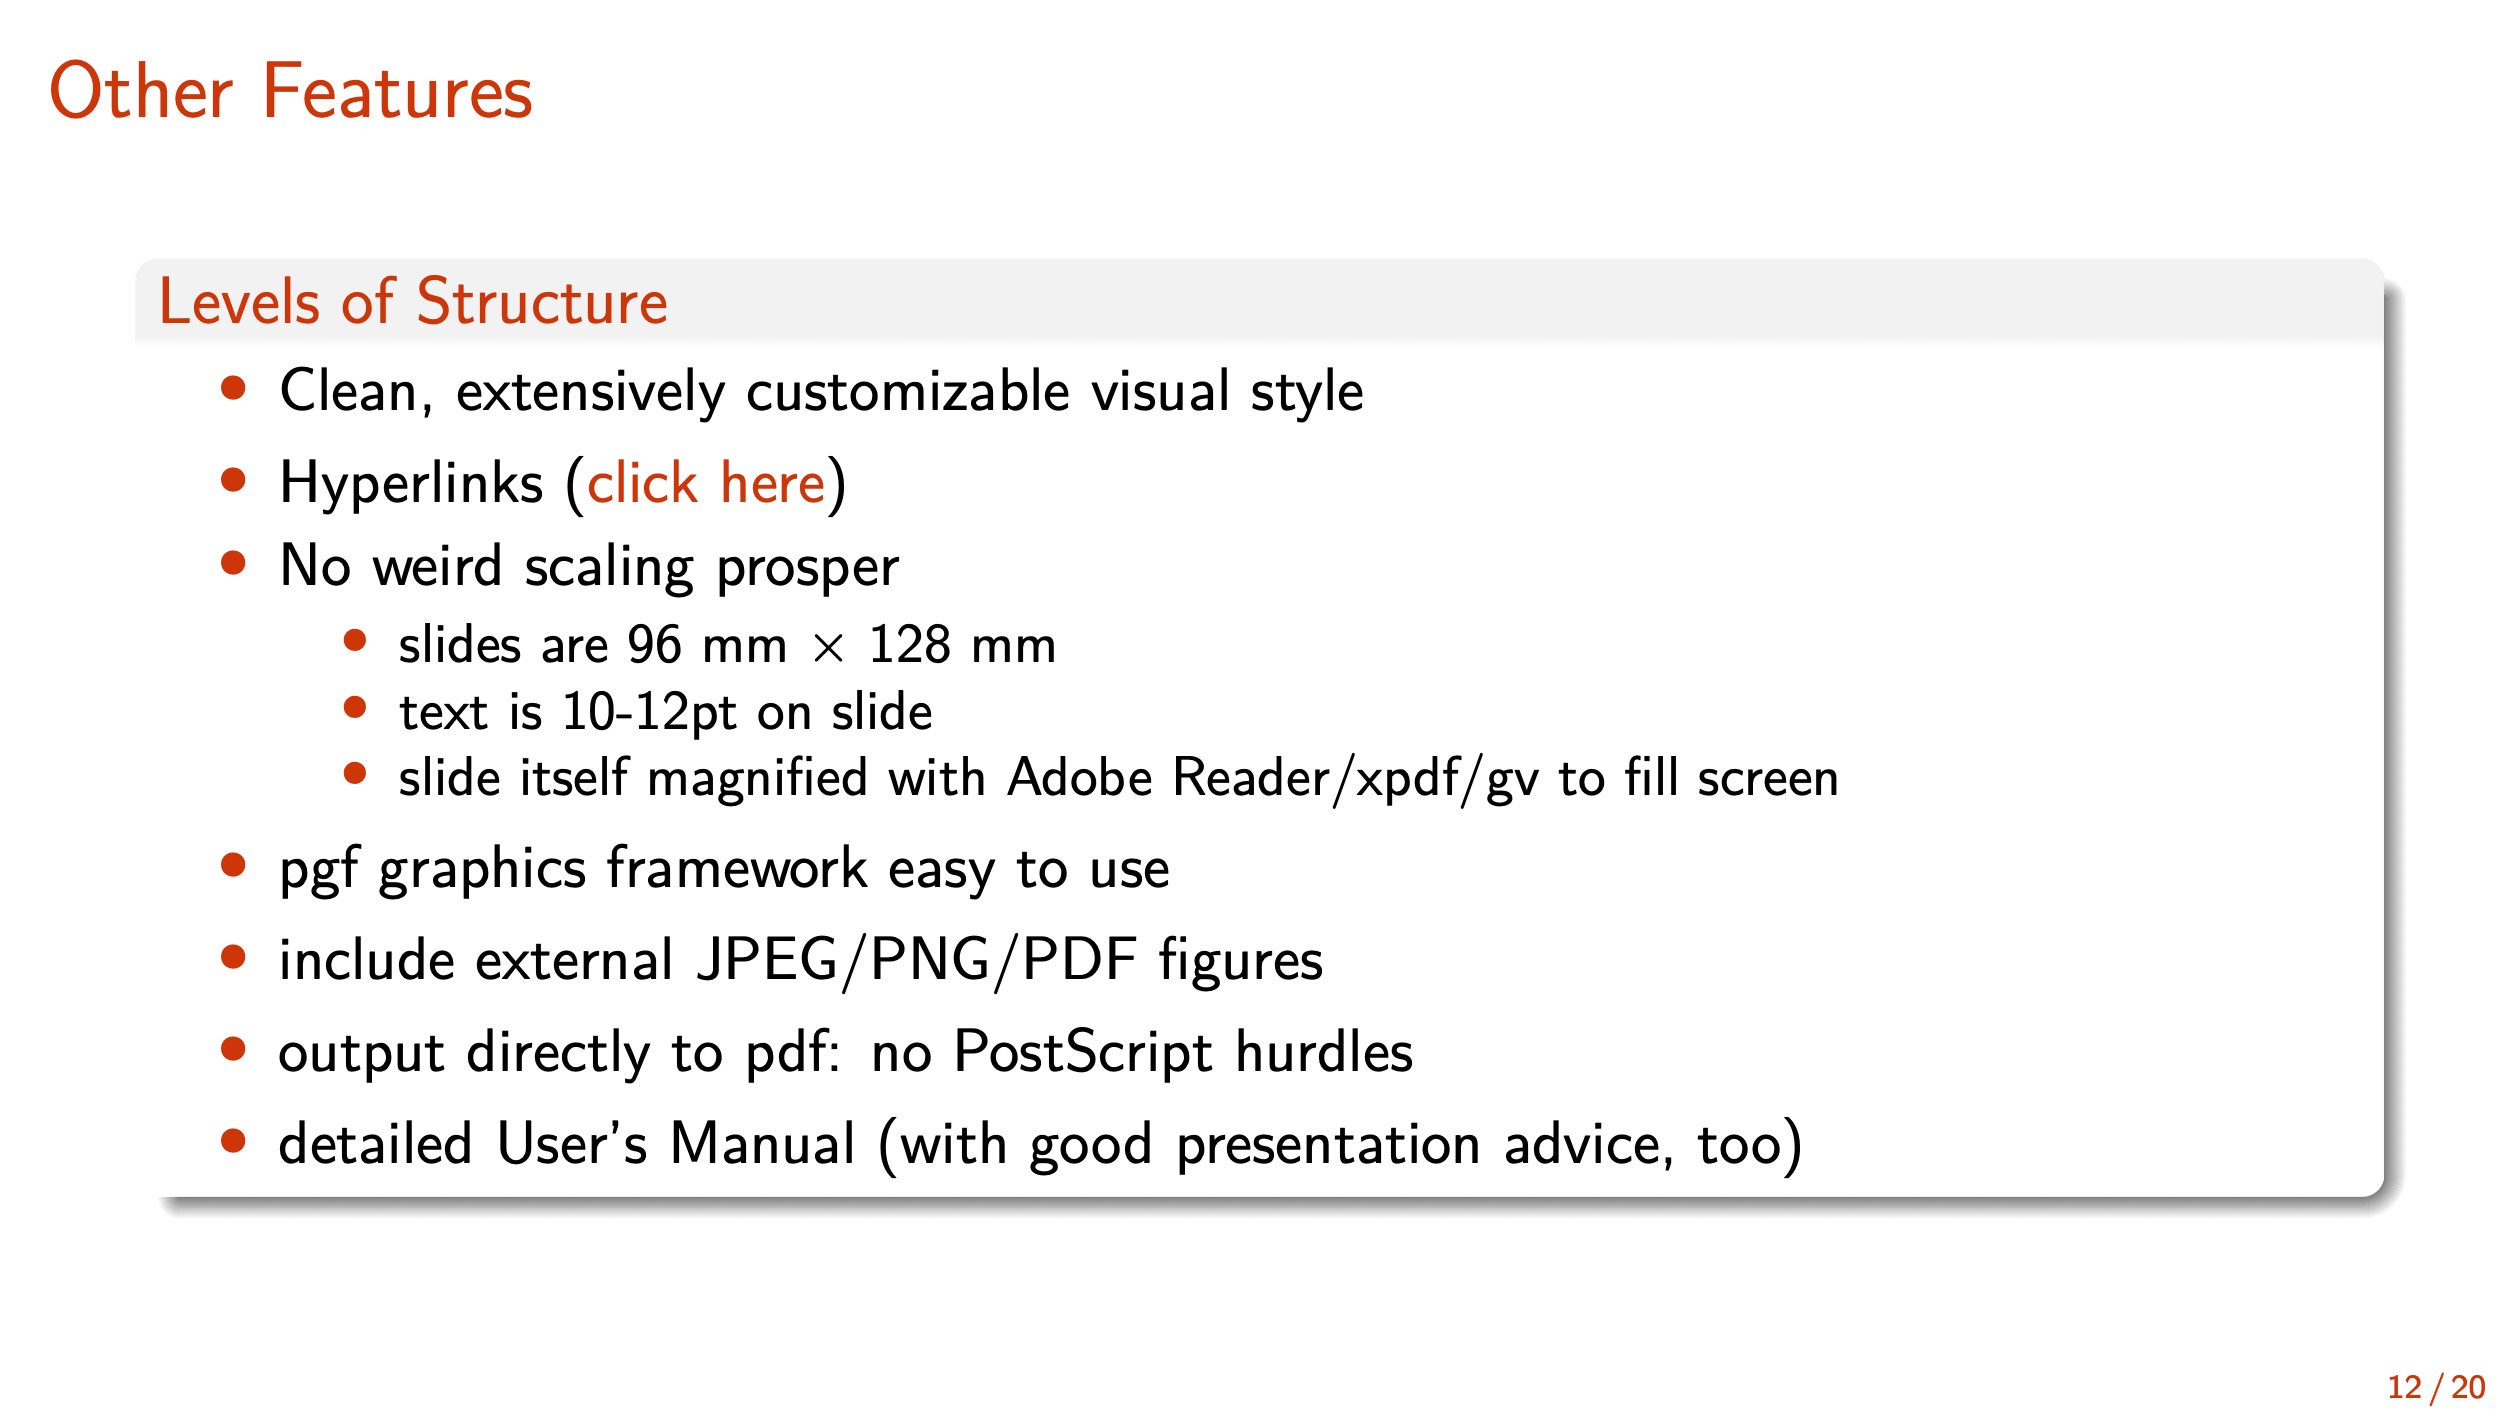 Other Features
Levels of Structure
Clean, extensively customizable visual style
Hyperlinks (click here)
No weird scaling prosper
slides are 96 mm × 128 mm
text is 10-12pt on slide
slide itself magnified with Adobe Reader/xpdf/gv to fill screen
pgf graphics framework easy to use
include external JPEG/PNG/PDF figures
output directly to pdf: no PostScript hurdles
detailed User's Manual (with good presentation advice, too)
12 / 20